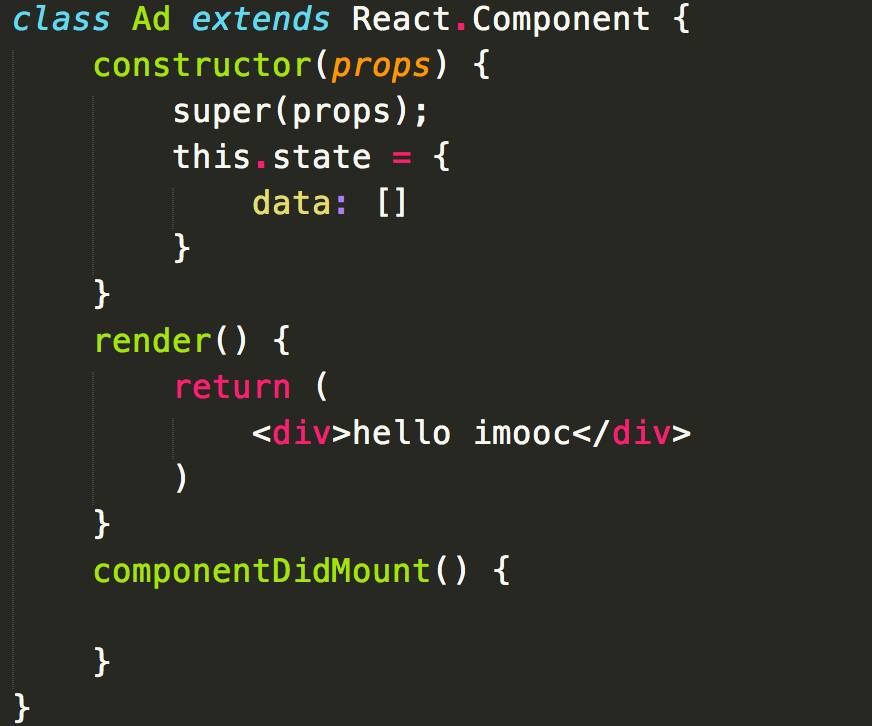 class Ad extends React.Component {
    constructor(props) {
        super(props);
        this.state = {
            data: []
        }
    }
    render() {
        return (
            <div>hello imooc</div>
        )
    }
    componentDidMount() {

    }
}